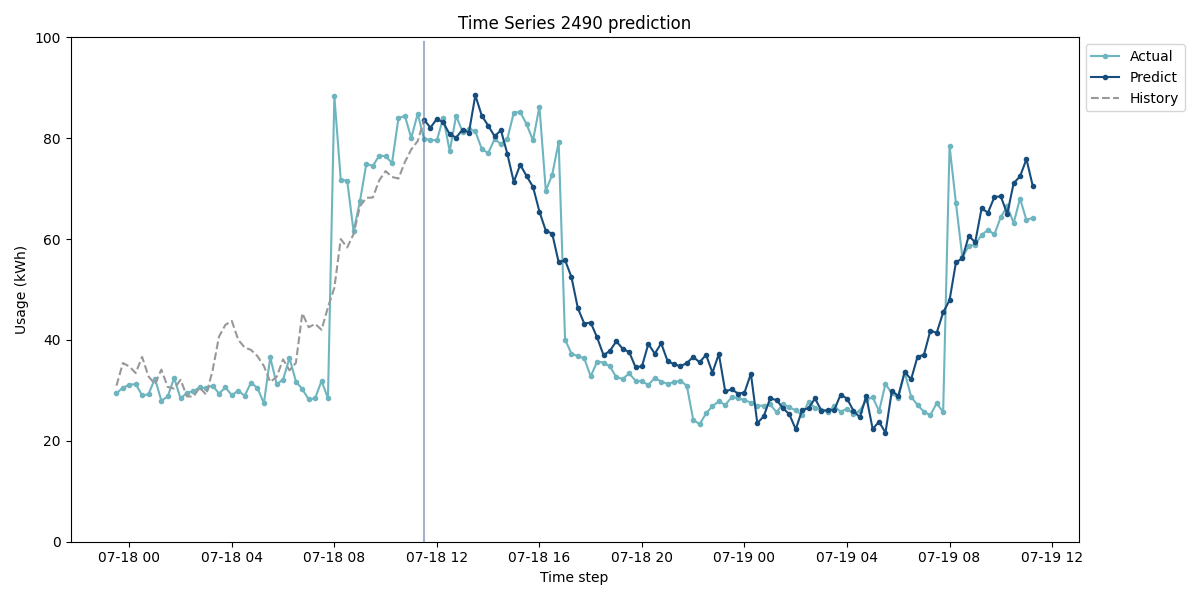 Time Series 2490 prediction
Usage (kWh)
100
80
60
40
20
0
07-18 00
07-18 04
07-18 08
07-18 12
07-18 16
07-18 20
07-19 00
07-19 04
07-19 08
07-19 12
Time step
Actual
Predict
History